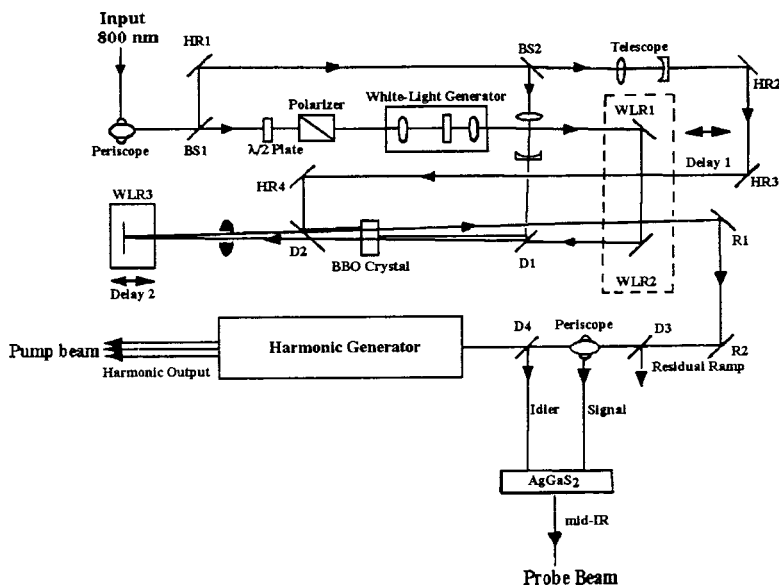 Input
800 nm
HR1
BS2
Telescope
HR2
Polarizer
White-Light Generator
WLR1
Periscope
BS1
λ/2 Plate
Delay 1
HR4
HR3
WLR3
D2
BBO Crystal
D1
WLR2
R1
Delay 2
Periscope
D4
D3
R2
Harmonic Generator
Pump beam
Harmonic Output
Residual Ramp
Idler
Signal
AgGaS2
mid-IR
Probe Beam